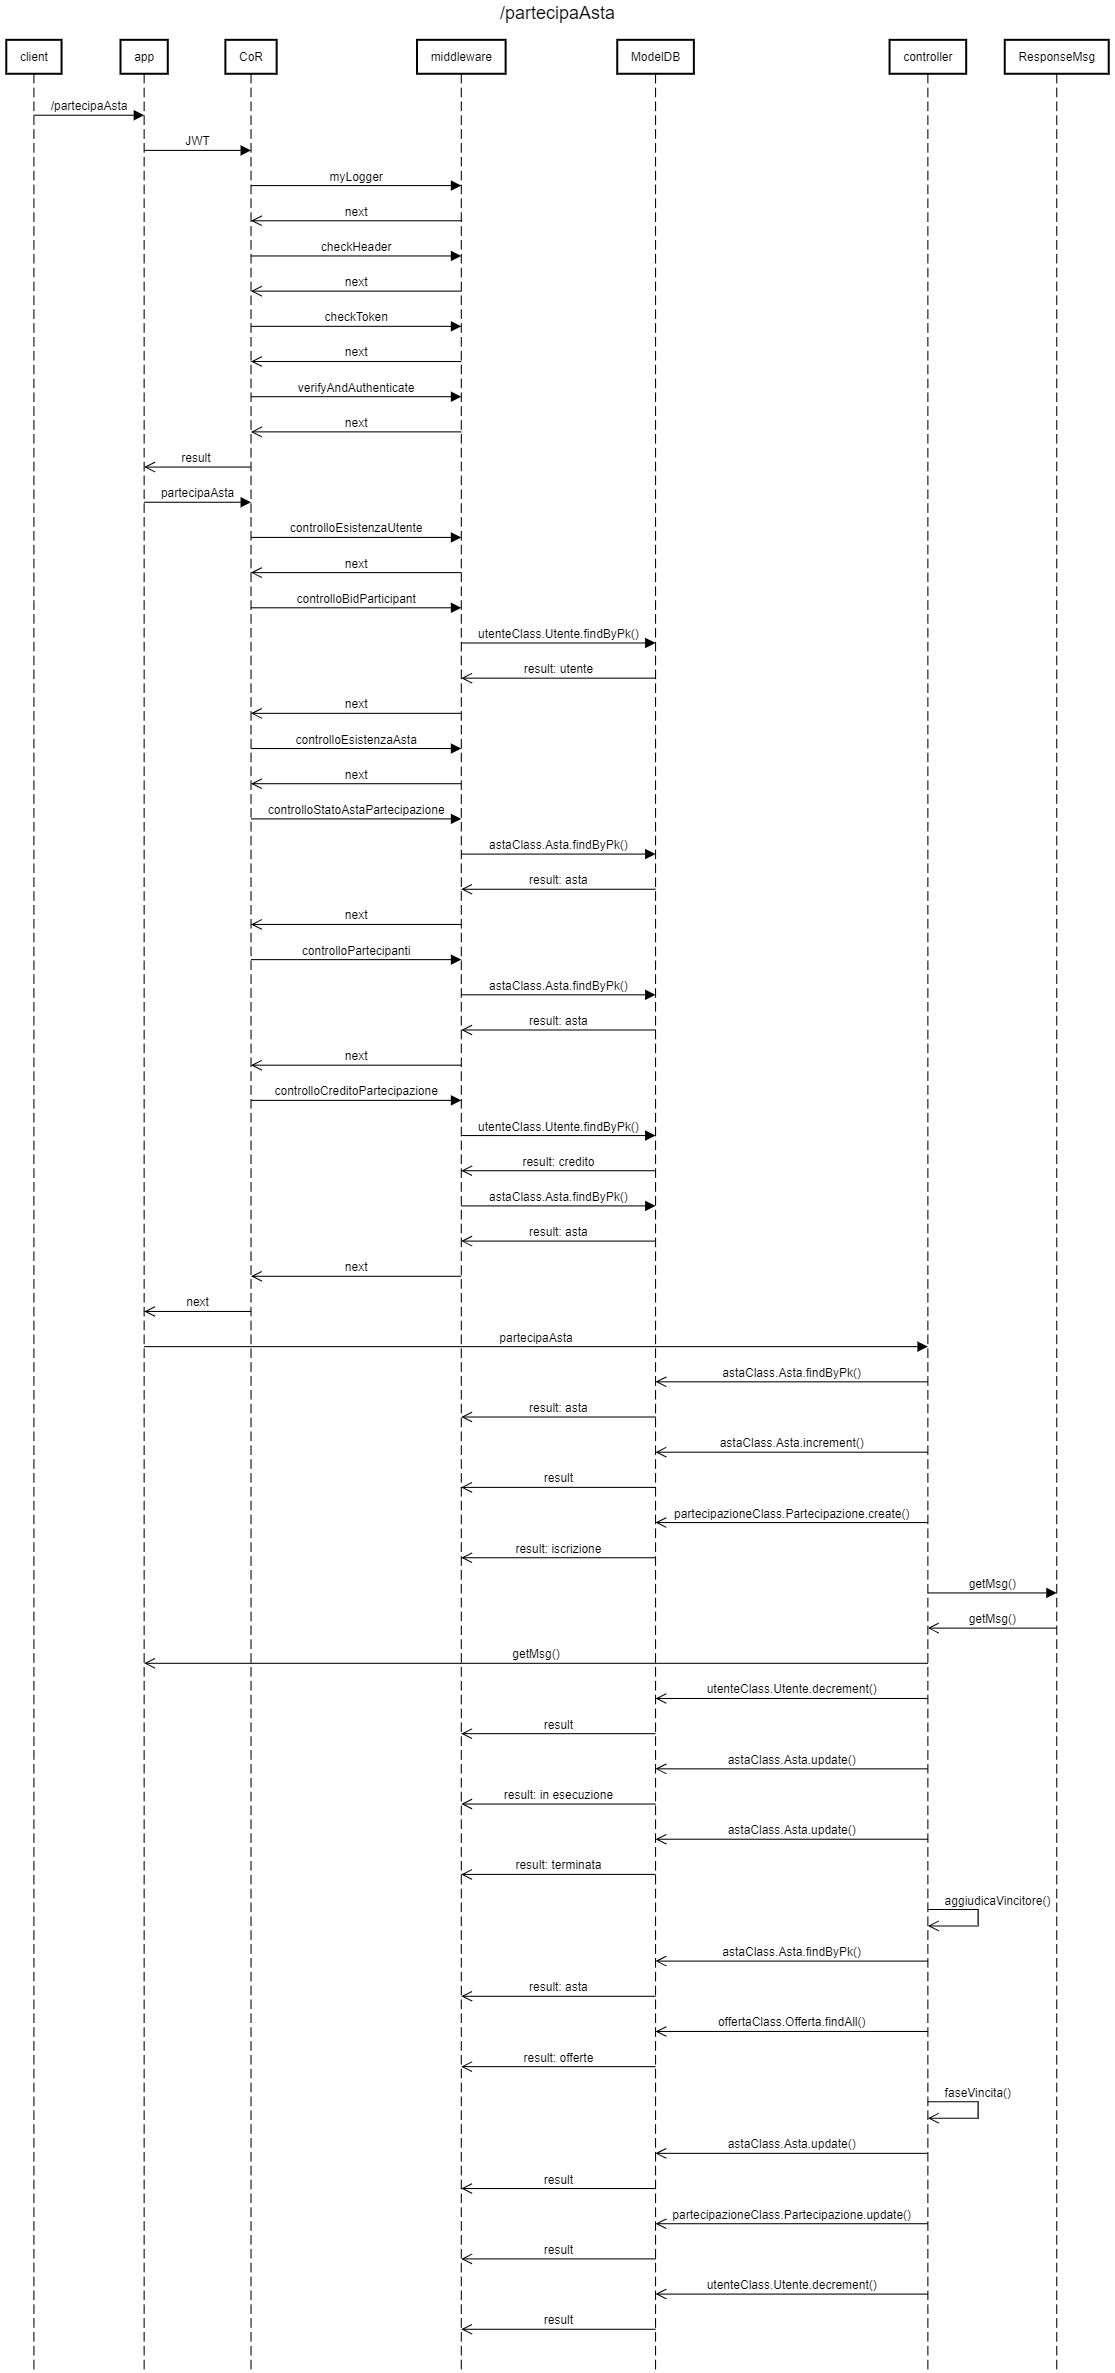 /partecipaAsta
client
app
CoR
middleware
ModelDB
controller
ResponseMsg
/partecipaAsta
JWT
myLogger
next
checkHeader
next
checkToken
next
verifyAndAuthenticate
next
result
partecipaAsta
controlloEsistenzaUtente
next
controlloBidParticipant
utenteClass.Utente.findByPk()
result: utente
next
controlloEsistenzaAsta
next
controlloStatoAstaPartecipazione
astaClass.Asta.findByPk()
result: asta
next
controlloPartecipanti
astaClass.Asta.findByPk()
result: asta
next
controlloCreditoPartecipazione
utenteClass.Utente.findByPk()
result: credito
astaClass.Asta.findByPk()
result: asta
next
next
partecipaAsta
astaClass.Asta.findByPk()
result: asta
astaClass.Asta.increment()
result
partecipazioneClass.Partecipazione.create()
result: iscrizione
getMsg()
getMsg()
getMsg()
utenteClass.Utente.decrement()
result
astaClass.Asta.update()
result: in esecuzione
astaClass.Asta.update()
result: terminata
aggiudicaVincitore()
astaClass.Asta.findByPk()
result: asta
offertaClass.Offerta.findAll()
result: offerte
faseVincita()
astaClass.Asta.update()
result
partecipazioneClass.Partecipazione.update()
result
utenteClass.Utente.decrement()
result